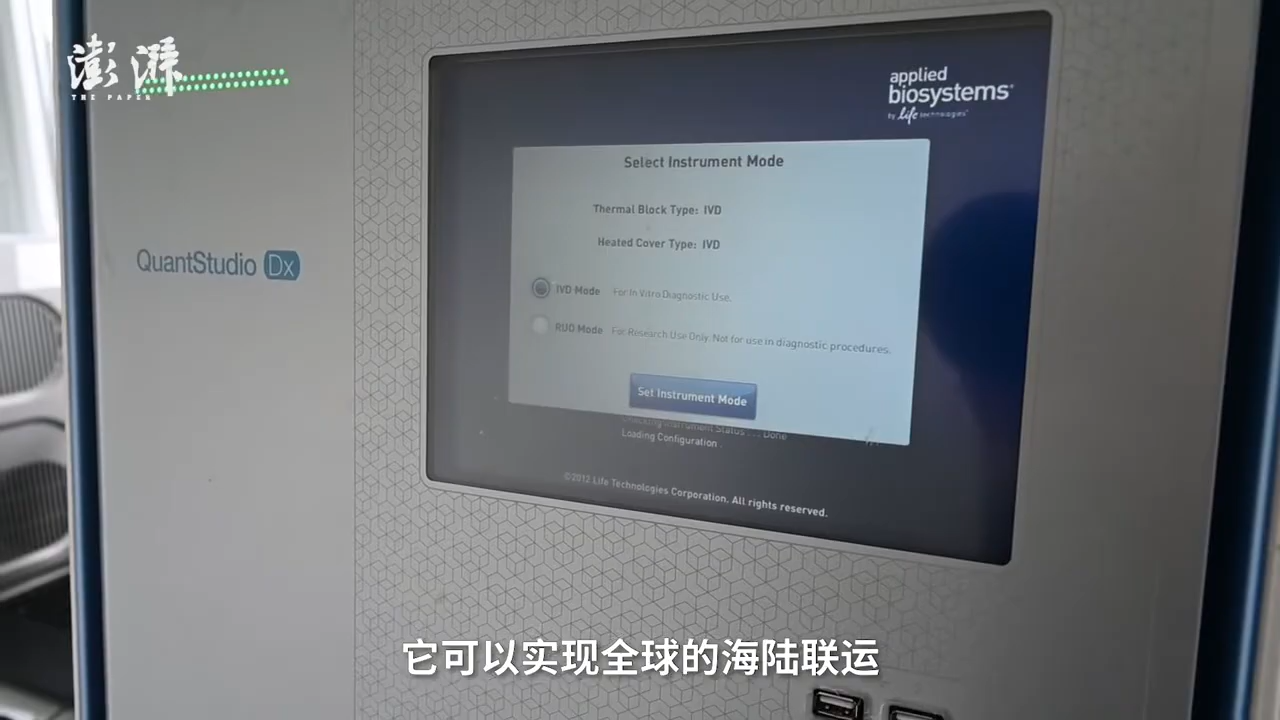 澎湃
THE PAPER
applied
biosystems
by life technologies
Select Instrument Mode
Thermal Block Type: IVD
Heated Cover Type: IVD
QuantStudio Dx
IVD Mode For In Vitro Diagnostic Use.
RUO Mode For Research Use Only. Not for use in diagnostic procedures.
Set Instrument Mode
Checking Instrument Status . . . Done
Loading Configuration .
©2012 Life Technologies Corporation. All rights reserved.
它可以实现全球的海陆联运